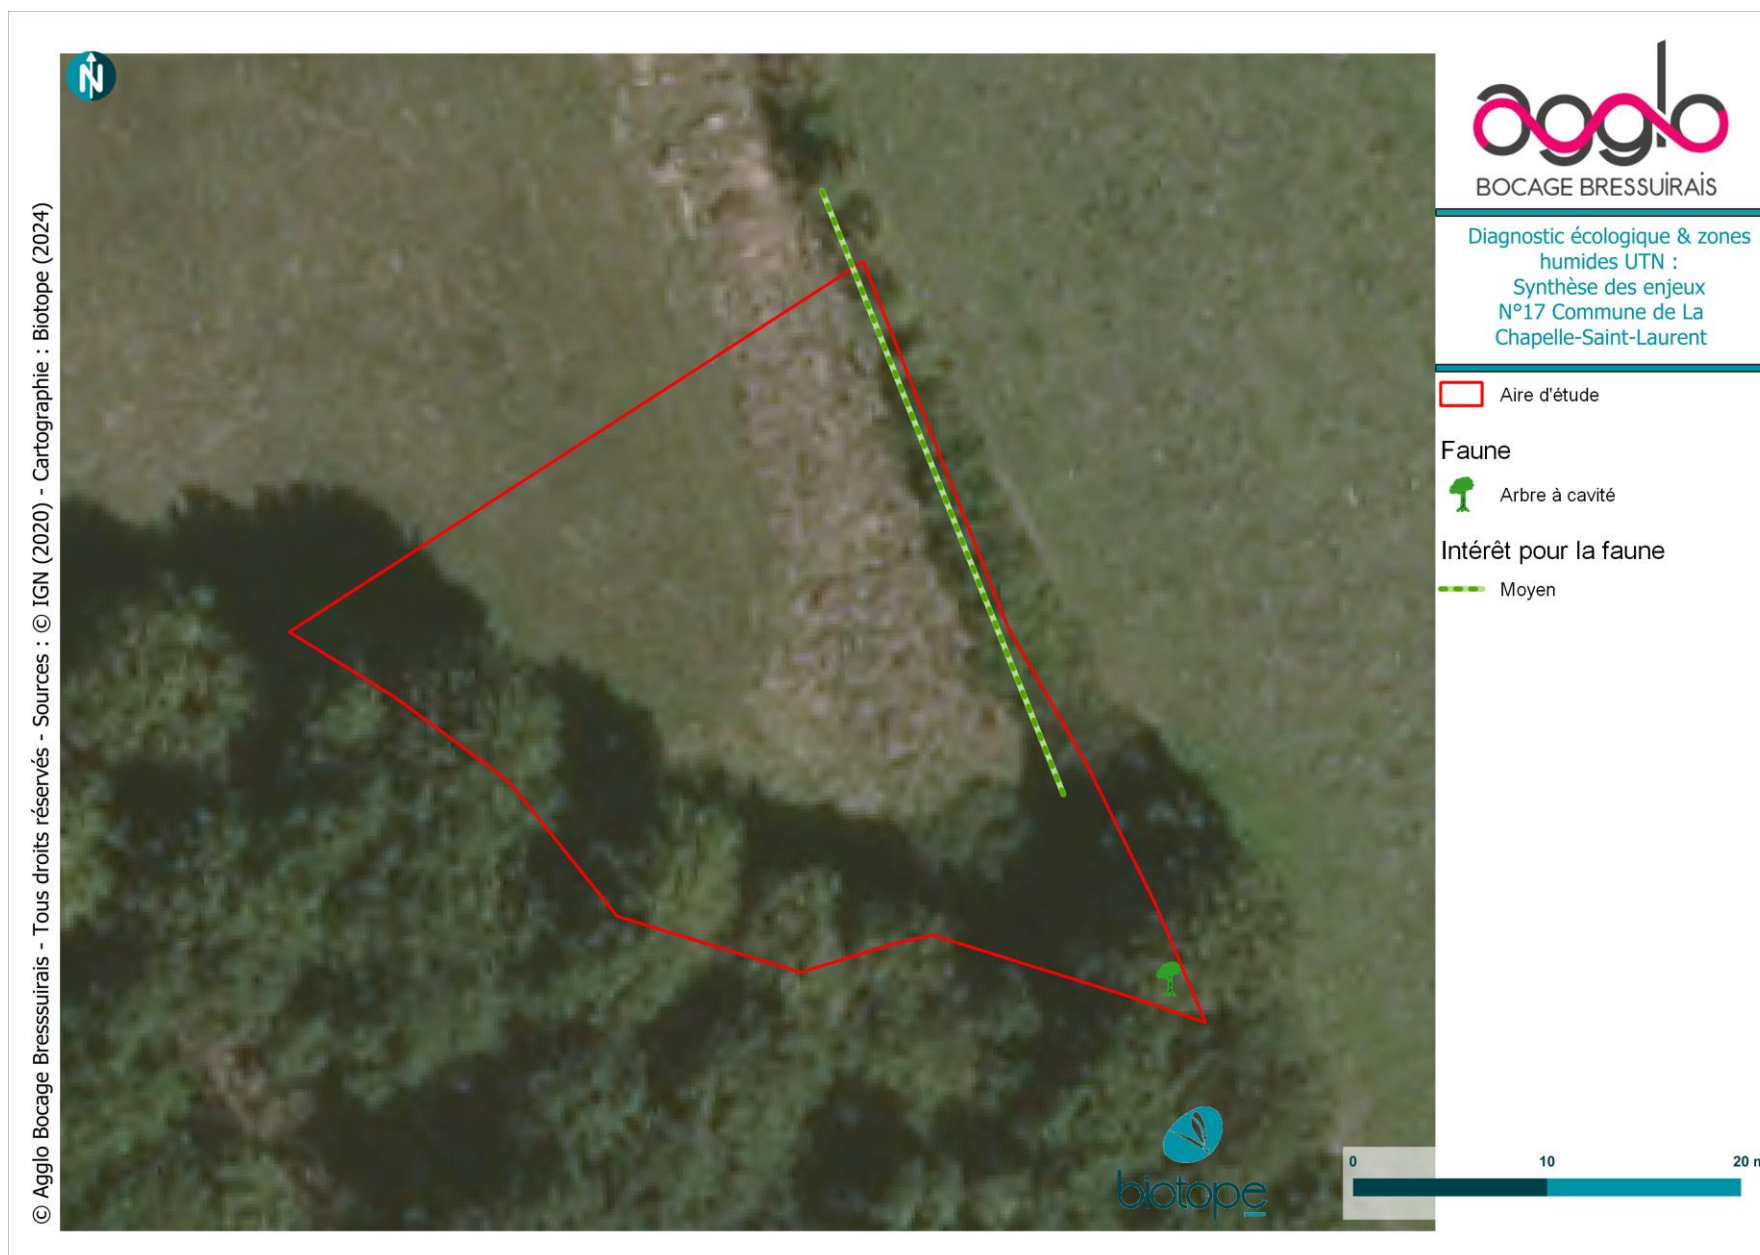 © Agglo Bocage Bresssuirais - Tous droits réservés - Sources : © IGN (2020) - Cartographie : Biotope (2024)
N
agglo
BOCAGE BRESSUIRAIS
Diagnostic écologique & zones
humides UTN :
Synthèse des enjeux
N°17 Commune de La
Chapelle-Saint-Laurent
Aire d'étude
Faune
Arbre à cavité
Intérêt pour la faune
Moyen
biotope
0 10 20 m